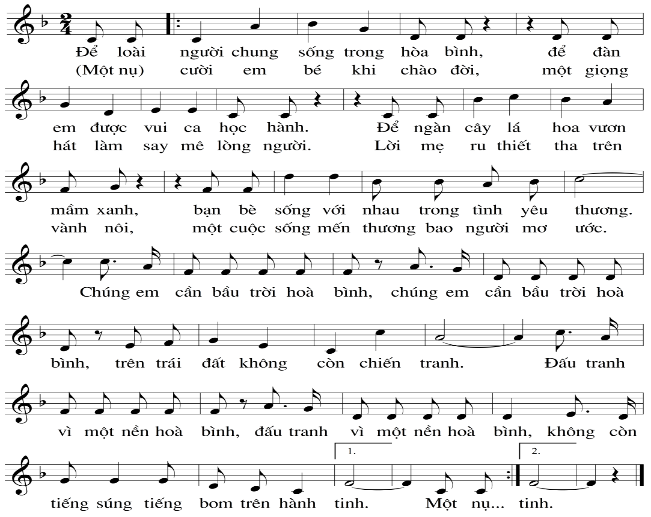 2
4
Để loài người chung sống trong hòa bình, để đàn
(Một nụ) cười em bé khi chào đời, một giọng
em được vui ca học hành. Để ngàn cây lá hoa vươn
hát làm say mê lòng người. Lời mẹ ru thiết tha trên
mầm xanh, bạn bè sống với nhau trong tình yêu thương.
vành nôi, một cuộc sống mến thương bao người mơ ước.
Chúng em cần bầu trời hoà bình, chúng em cần bầu trời hoà
bình, trên trái đất không còn chiến tranh. Đấu tranh
vì một nền hoà bình, đấu tranh vì một nền hoà bình, không còn
1. 2.
tiếng súng tiếng bom trên hành tinh. Một nụ... tinh.